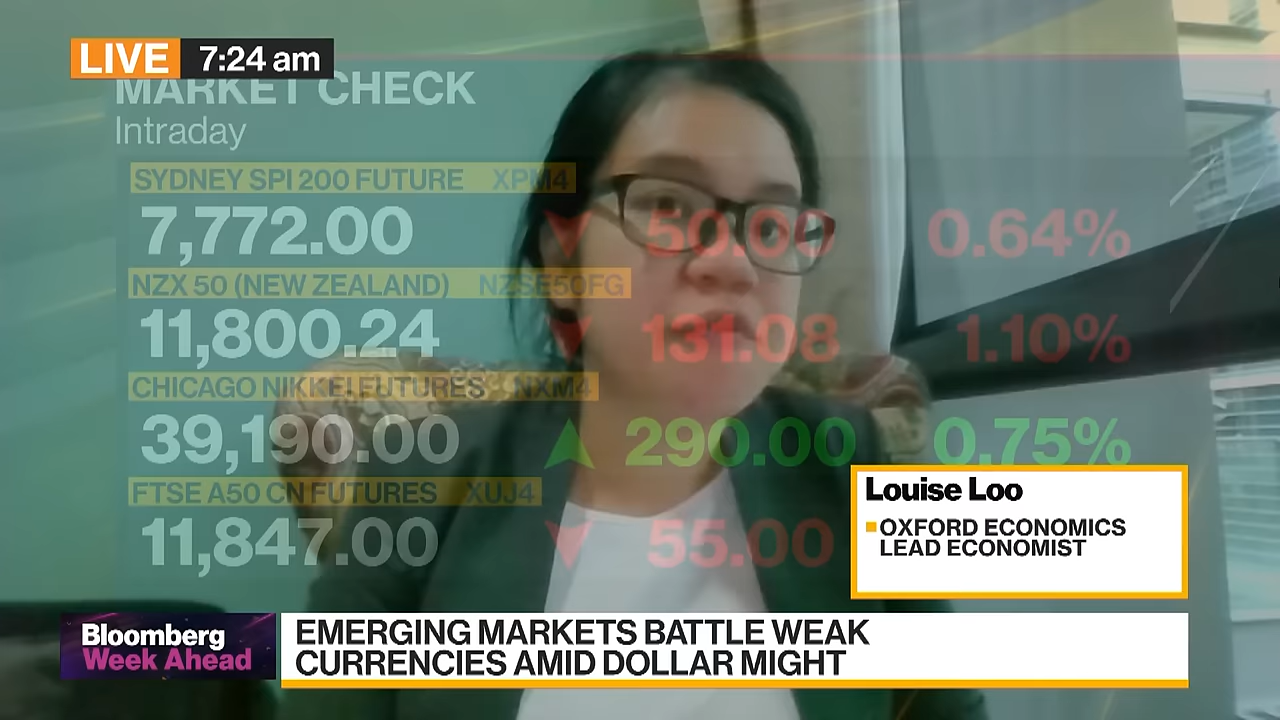 LIVE 7:24 am
MARKET CHECK
Intraday
SYDNEY SPI 200 FUTURE XPM4
7,772.00 50.00 0.64%
NZX 50 (NEW ZEALAND) NZSE50FG
11,800.24 131.08 1.10%
CHICAGO NIKKEI FUTURES NXM4
39,190.00 290.00 0.75%
FTSE A50 CN FUTURES XUJ4
11,847.00 55.00
Louise Loo
OXFORD ECONOMICS
LEAD ECONOMIST
Bloomberg
Week Ahead
EMERGING MARKETS BATTLE WEAK
CURRENCIES AMID DOLLAR MIGHT